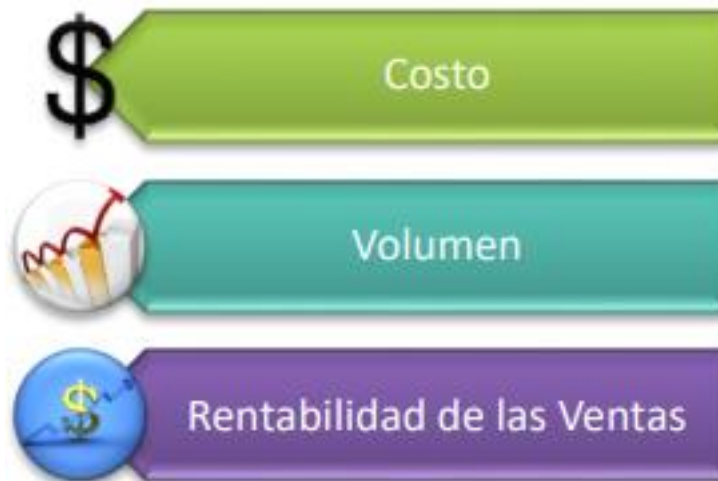 $
Costo
Volumen
$
Rentabilidad de las Ventas